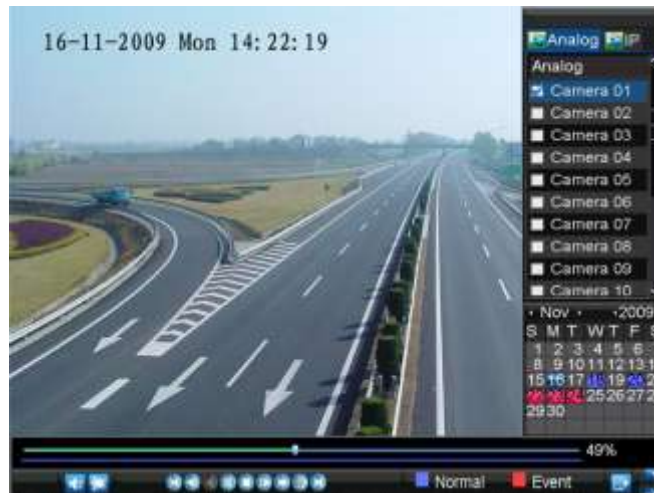 16-11-2009 Mon 14:22:19
Analog IP
Analog
Camera 01
Camera 02
Camera 03
Camera 04
Camera 05
Camera 06
Camera 07
Camera 08
Camera 09
Camera 10
Nov 2009
S M T W T F S
1 2 3 4 5 6
8 9 10 11 12 13
15 16 17 18 19 20
25 26 27
29 30
49%
Normal Event